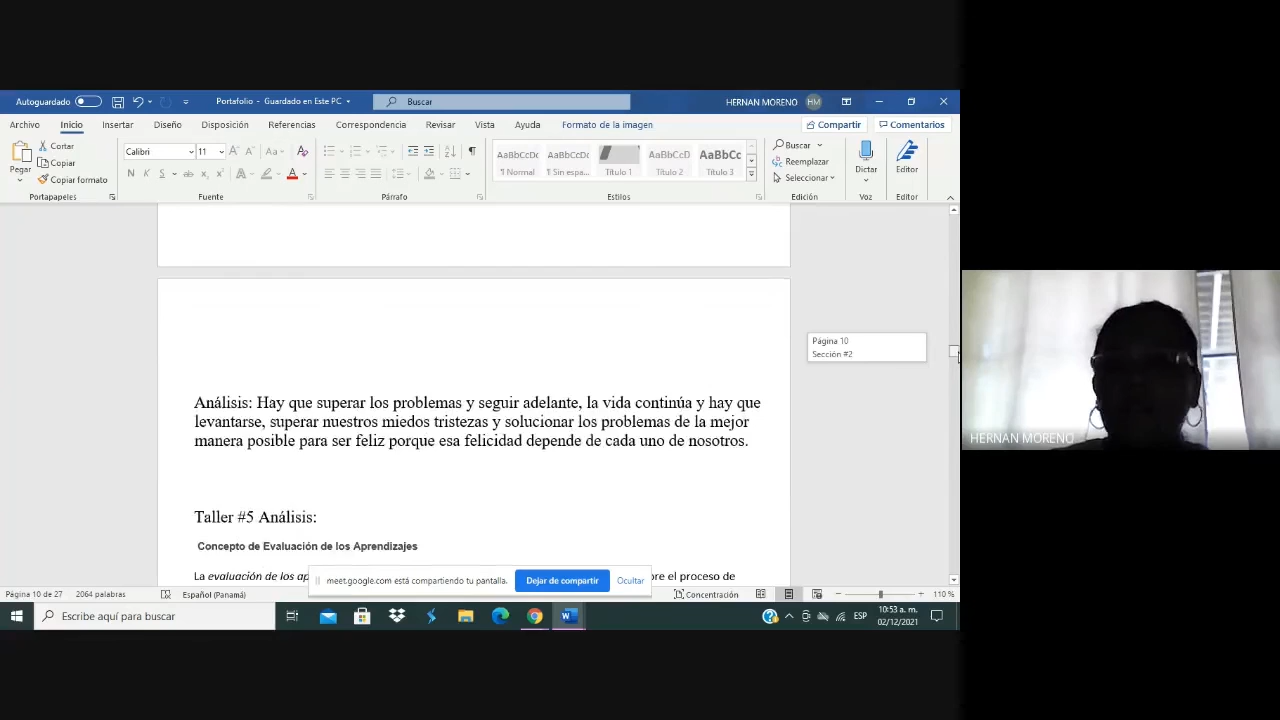 Autoguardado
Portafolio - Guardado en Este PC
Buscar
HERNAN MORENO HM
Archivo Inicio Insertar Diseño Disposición Referencias Correspondencia Revisar Vista Ayuda Formato de la imagen Compartir Comentarios
Pegar
Cortar
Copiar
Copiar formato
Portapapeles
Calibri 11
N K S
Fuente
Párrafo
AaBbCcDc AaBbCcDc AaBbCcD AaBbCc
¶ Normal ¶ Sin espa... Título 1 Título 2 Título 3
Estilos
Buscar
Reemplazar
Seleccionar
Edición
Dictar
Voz
Editor
Editor
Página 10
Sección #2
Análisis: Hay que superar los problemas y seguir adelante, la vida continúa y hay que
levantarse, superar nuestros miedos tristezas y solucionar los problemas de la mejor
manera posible para ser feliz porque esa felicidad depende de cada uno de nosotros.
Taller #5 Análisis:
Concepto de Evaluación de los Aprendizajes
La evaluación de los ap
re el proceso de
meet.google.com está compartiendo tu pantalla. Dejar de compartir Ocultar
Página 10 de 27 2064 palabras Español (Panamá) Concentración 110 %
Escribe aquí para buscar
ESP
10:53 a. m.
02/12/2021
HERNAN MORENO